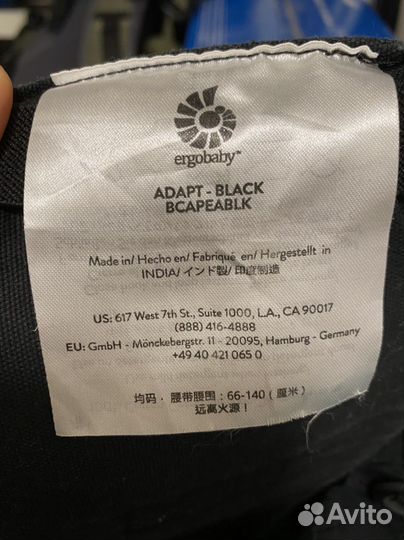 ergobaby™
ADAPT - BLACK
BCAPEABLK
Made in/ Hecho en/ Fabriqué en/ Hergestellt in
INDIA/ インド製/ 印度制造
US: 617 West 7th St., Suite 1000, L.A., CA 90017
(888) 416-4888
EU: GmbH - Mönckebergstr. 11 - 20095, Hamburg - Germany
+49 40 421 065 0
均码，腰带腰围：66-140（厘米）
远离火源！
Avito